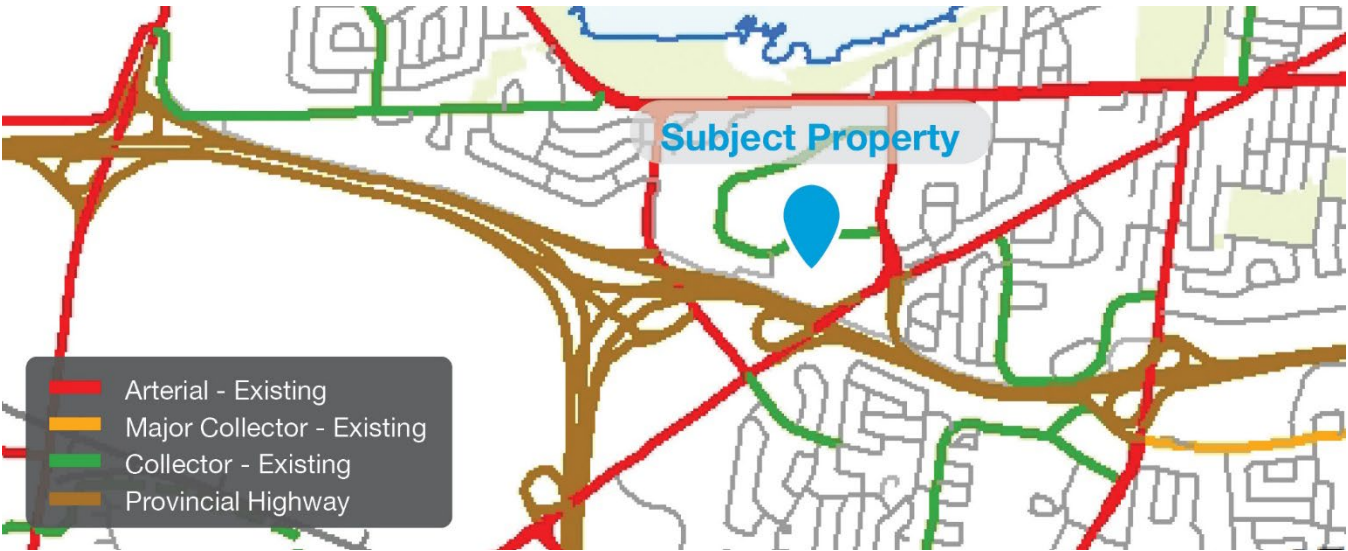 Subject Property
Arterial - Existing
Major Collector - Existing
Collector - Existing
Provincial Highway